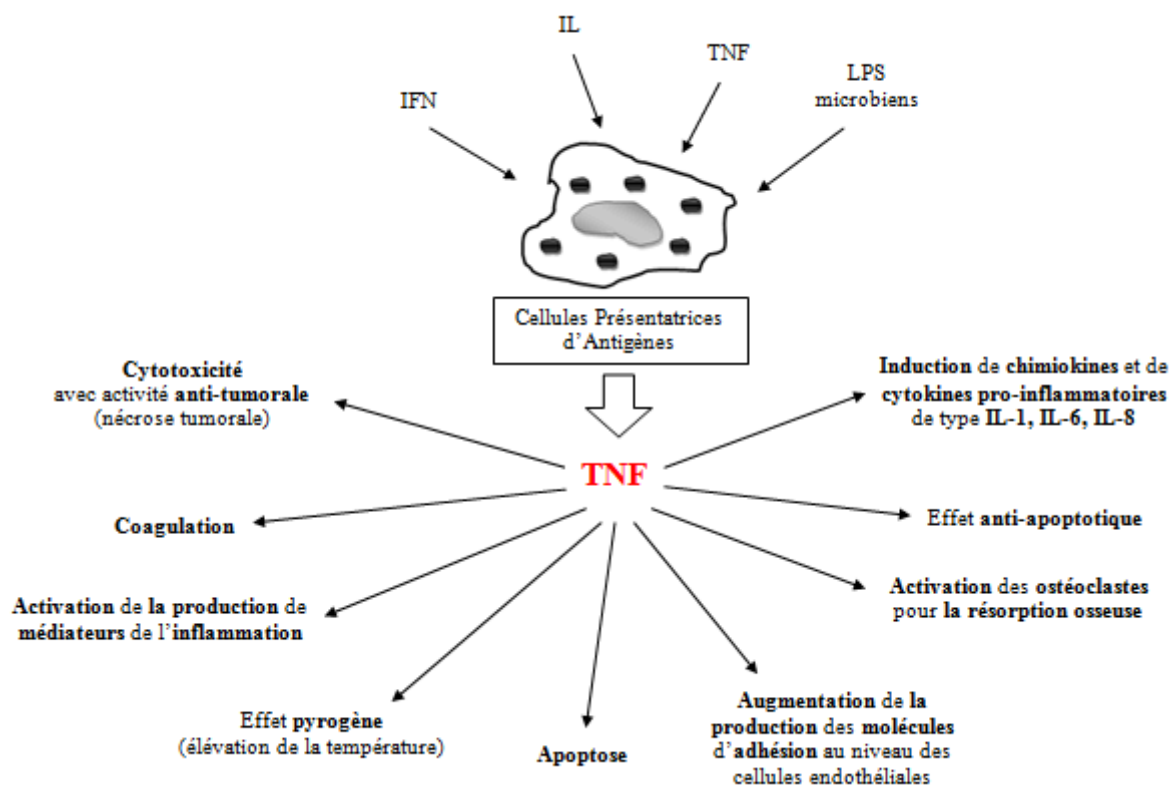 IL
TNF
LPS
microbiens
IFN
Cellules Présentatrices
d'Antigènes
Cytotoxicité
avec activité anti-tumorale
(nécrose tumorale)
Induction de chimiokines et de
cytokines pro-inflammatoires
de type IL-1, IL-6, IL-8
TNF
Coagulation
Effet anti-apoptotique
Activation de la production de
médiateurs de l'inflammation
Activation des ostéoclastes
pour la résorption osseuse
Effet pyrogène
(élévation de la température)
Apoptose
Augmentation de la
production des molécules
d'adhésion au niveau des
cellules endothéliales